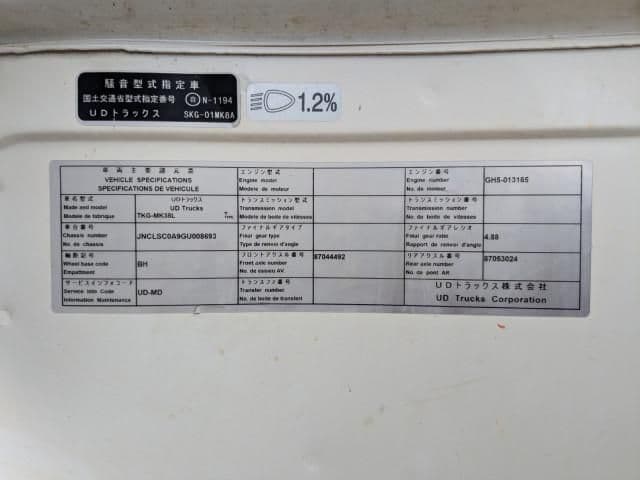 騒音型式指定車
国土交通省型式指定番号 自 N-1194
UDトラックス SKG-01MK8A
1.2%
車両主要諸元表
VEHICLE SPECIFICATIONS
SPECIFICATIONS DE VEHICULE
車名型式 UDトラックス
Make and model UD Trucks
Modele de fabrique TKG-MK38L
車台番号
Chassis number JNCLSC0A9GU008693
No. de chassis
軸距記号
Wheel base code BH
Empattment
サービスインフォコード
Service Info Code UD-MD
Information Maintenance
エンジン型式
Engine model
Modele de moteur
トランスミッション型式
Transmission model
Modele de boite de vitesses
ファイナルギアタイプ
Final gear type
Type de renvoi d'angle
フロントアクスル番号 87044492
Front axle number
No. de essieu AV.
トランスファ番号
Transfer number
No. de boite de transfert
エンジン番号
Engine number GH5-013165
No. de moteur
トランスミッション番号
Transmission number
No de boite de vitesses
ファイナルギアレシオ
Final gear ratio 4.88
Rapport de renvoi d'angle
リアアクスル番号 87053024
Rear axle number
No. de pont AR.
UDトラックス株式会社
UD Trucks Corporation